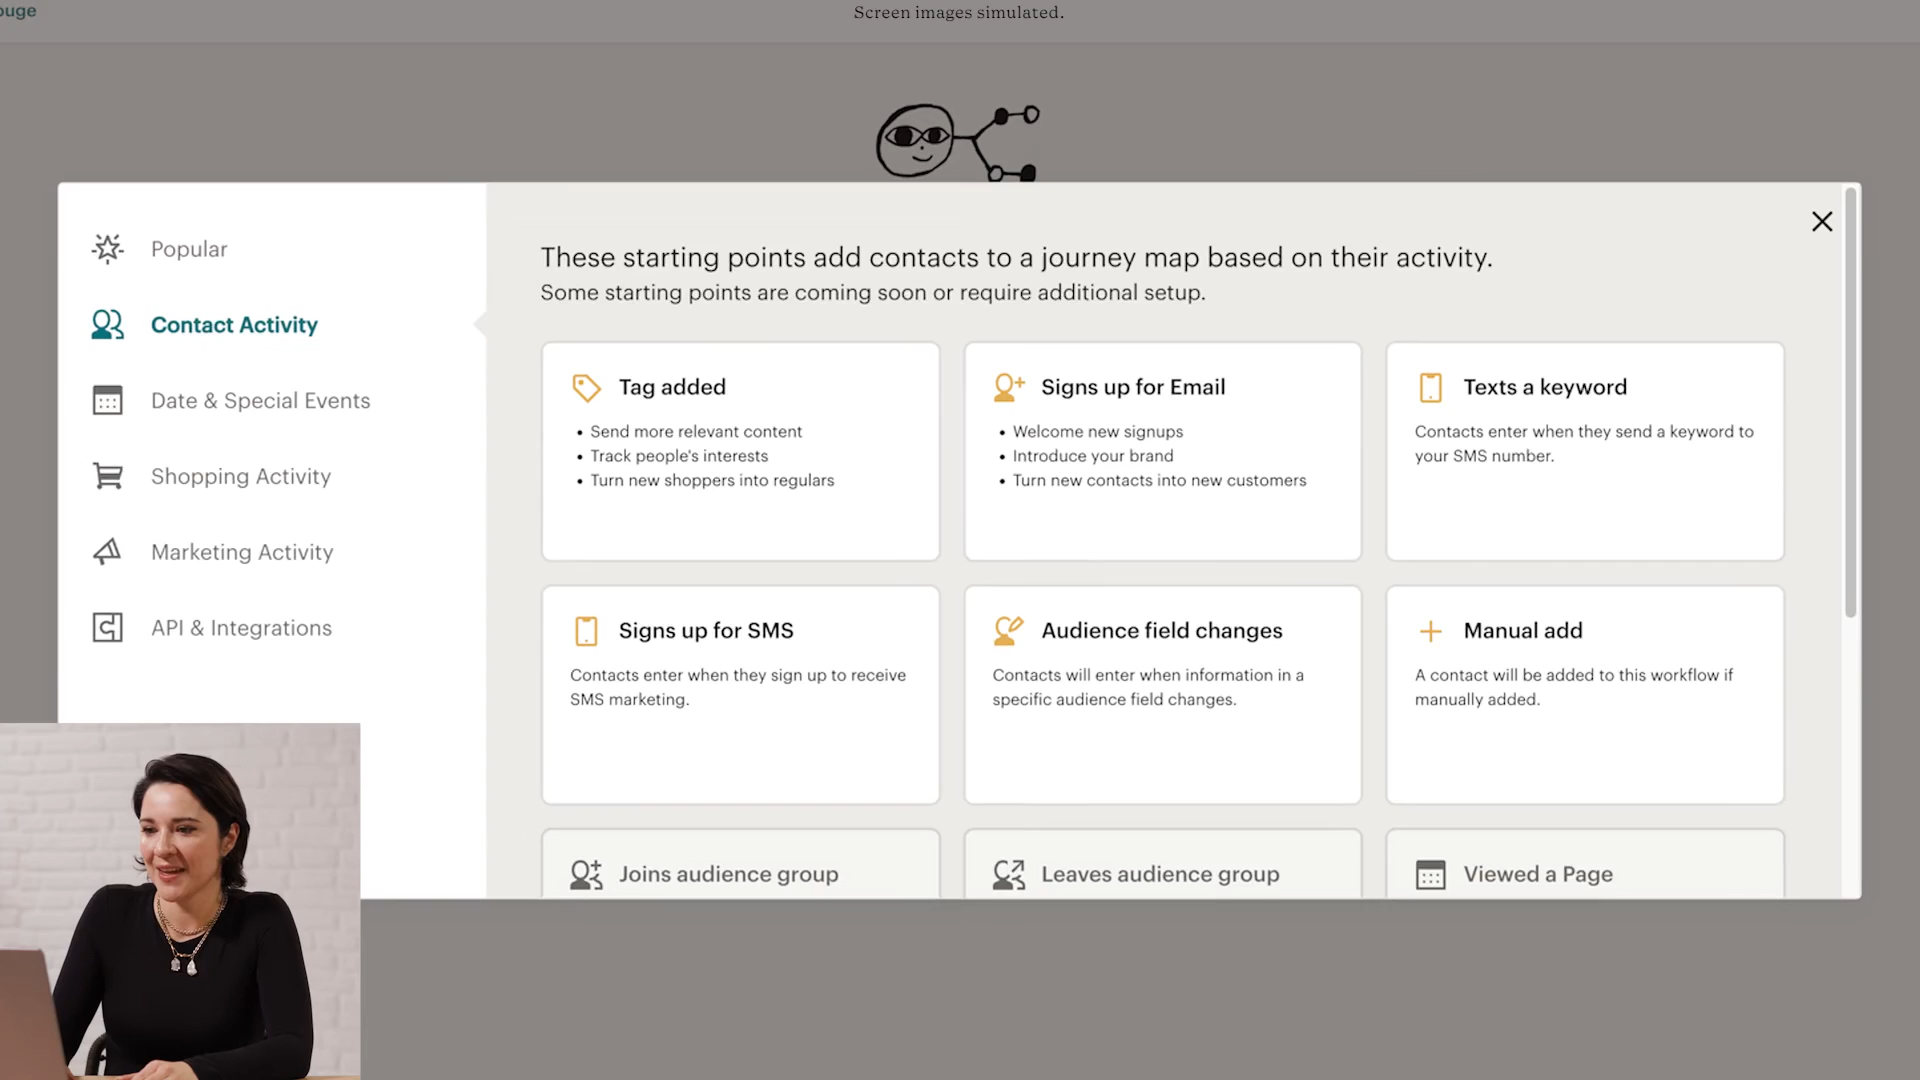 ouge
Screen images simulated.
Popular
Contact Activity
Date & Special Events
Shopping Activity
Marketing Activity
API & Integrations
These starting points add contacts to a journey map based on their activity.
Some starting points are coming soon or require additional setup.
Tag added
• Send more relevant content
• Track people's interests
• Turn new shoppers into regulars
Signs up for Email
• Welcome new signups
• Introduce your brand
• Turn new contacts into new customers
Texts a keyword
Contacts enter when they send a keyword to
your SMS number.
Signs up for SMS
Contacts enter when they sign up to receive
SMS marketing.
Audience field changes
Contacts will enter when information in a
specific audience field changes.
Manual add
A contact will be added to this workflow if
manually added.
Joins audience group
Leaves audience group
Viewed a Page